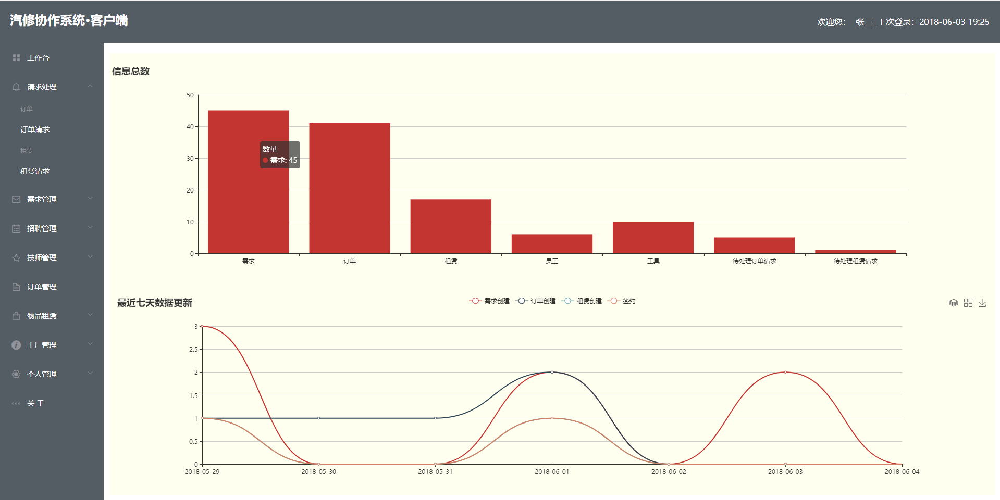 汽修协作系统•客户端
欢迎您： 张三 上次登录：2018-06-03 19:25
工作台
请求处理
订单
订单请求
租赁
租赁请求
需求管理
招聘管理
技师管理
订单管理
物品租赁
工厂管理
个人管理
关 于
信息总数
50
40
30
20
10
0
数量
需求: 45
需求 订单 租赁 员工 工具 待处理订单请求 待处理租赁请求
最近七天数据更新
需求创建 订单创建 租赁创建 签约
3
2.5
2
1.5
1
0.5
0
2018-05-29 2018-05-30 2018-05-31 2018-06-01 2018-06-02 2018-06-03 2018-06-04